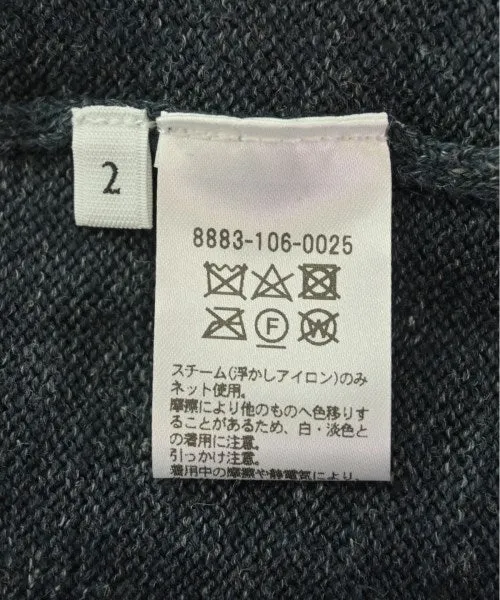 2
8883-106-0025
F
W
スチーム(浮かしアイロン)のみ
ネット使用。
摩擦により他のものへ色移りす
ることがあるため、白・淡色と
の着用に注意。
引っかけ注意。
着用中の摩擦や静電気により、